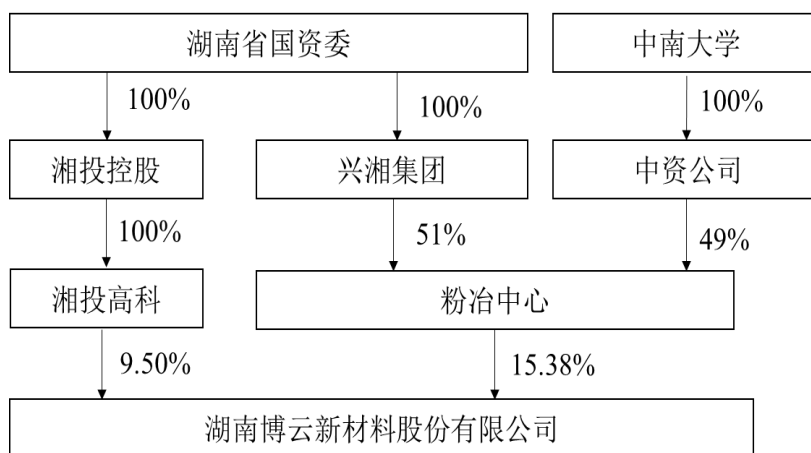 湖南省国资委
中南大学
100%
100%
100%
湘投控股
兴湘集团
中资公司
100%
51%
49%
湘投高科
粉冶中心
9.50%
15.38%
湖南博云新材料股份有限公司